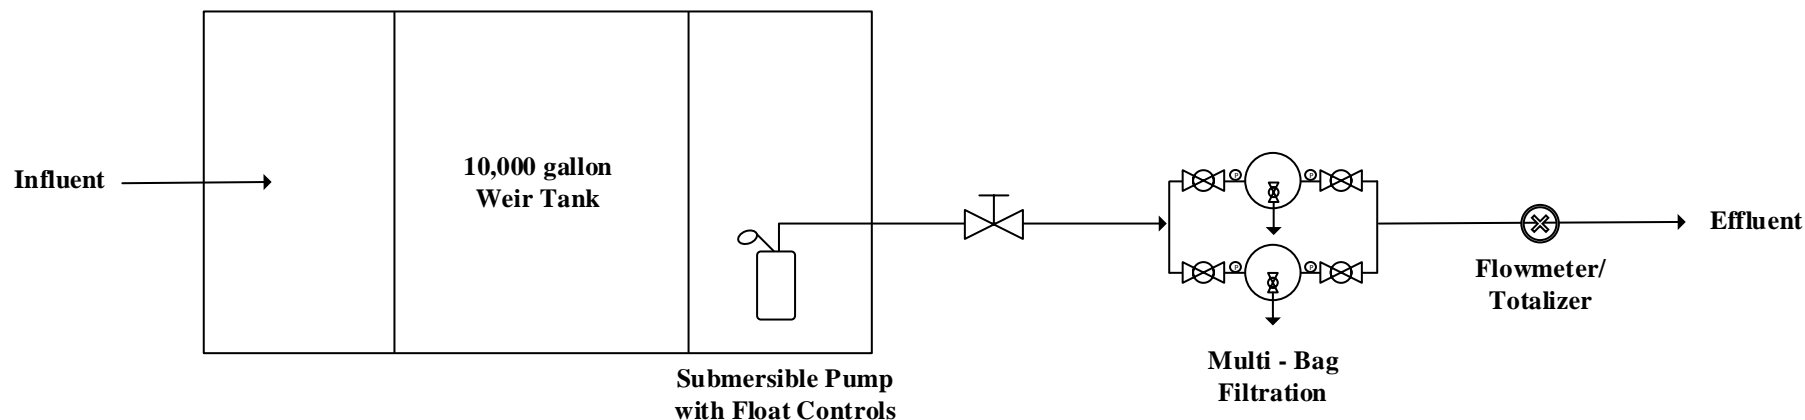 Influent
10,000 gallon
Weir Tank
Submersible Pump
with Float Controls
P
P
P
P
Multi - Bag
Filtration
Flowmeter/
Totalizer
Effluent